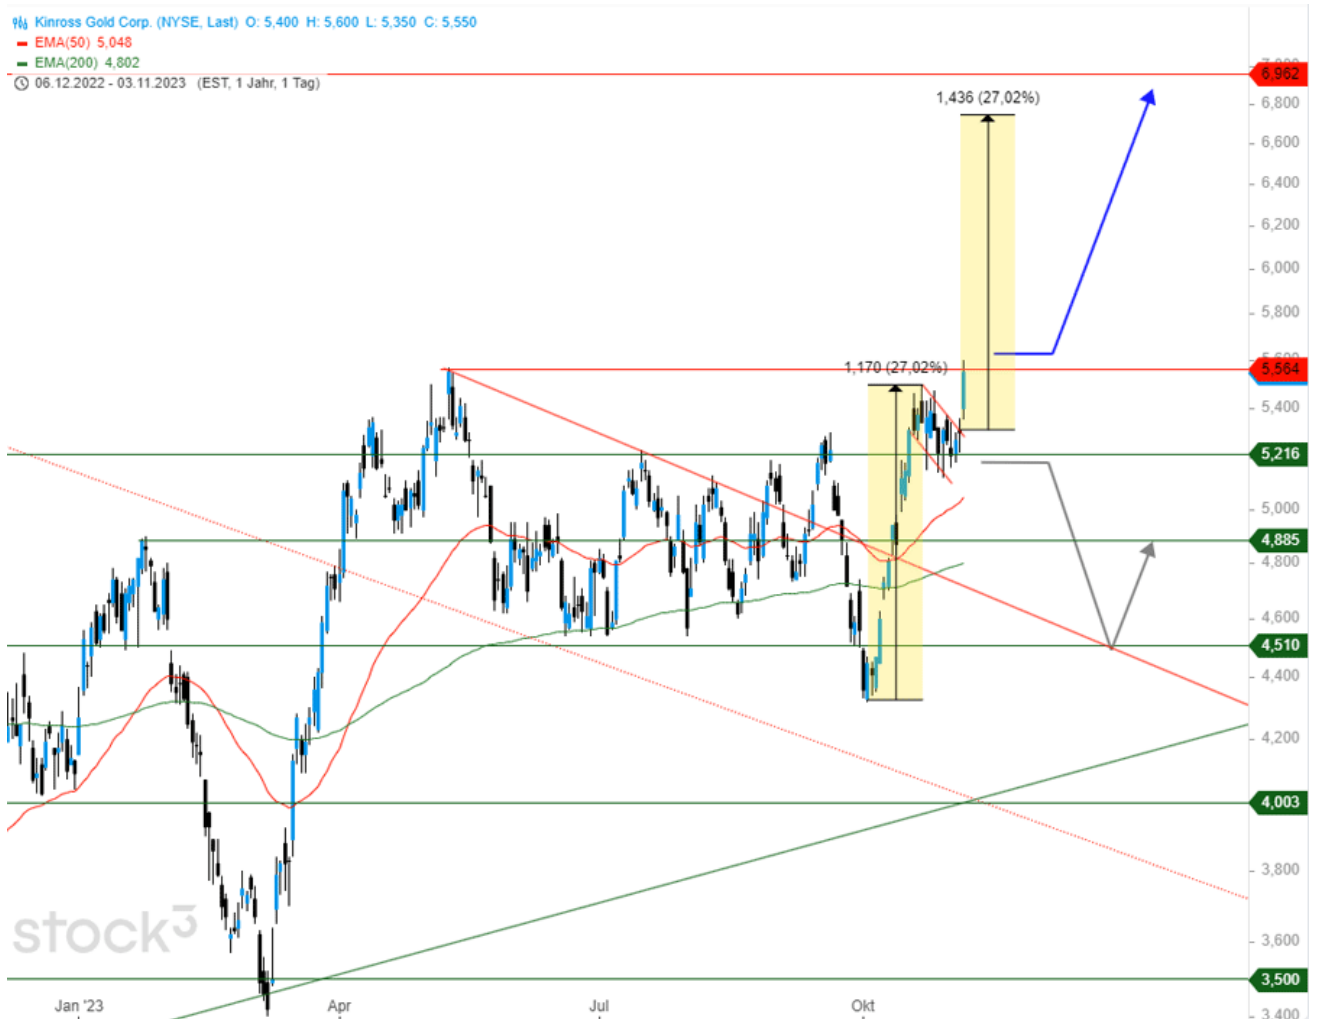 Kinross Gold Corp. (NYSE, Last) O: 5,400 H: 5,600 L: 5,350 C: 5,550
EMA(50) 5,048
EMA(200) 4,802
06.12.2022 - 03.11.2023 (EST, 1 Jahr, 1 Tag)
6,962
1,436 (27,02%)
6,800
6,600
6,400
6,200
6,000
5,800
1,170 (27,02%)
5,564
5,400
5,216
5,000
4,885
4,800
4,600
4,510
4,400
4,200
4,003
3,800
stock3
3,600
3,500
Jan '23
Apr
Jul
Okt
3,400